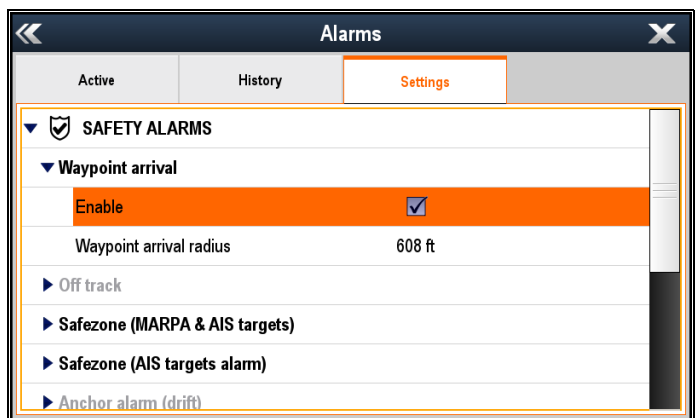 Alarms
Active History Settings
SAFETY ALARMS
Waypoint arrival
Enable
Waypoint arrival radius 608 ft
Off track
Safezone (MARPA & AIS targets)
Safezone (AIS targets alarm)
Anchor alarm (drift)